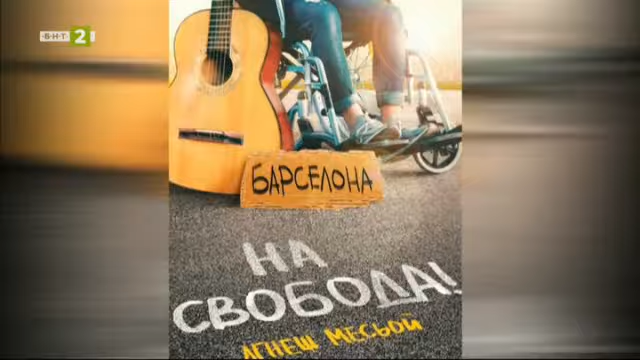 БНТ 2
БАРСЕЛОНА
НА
СВОБОДА!
АГНЕШ МЕСЬОЙ